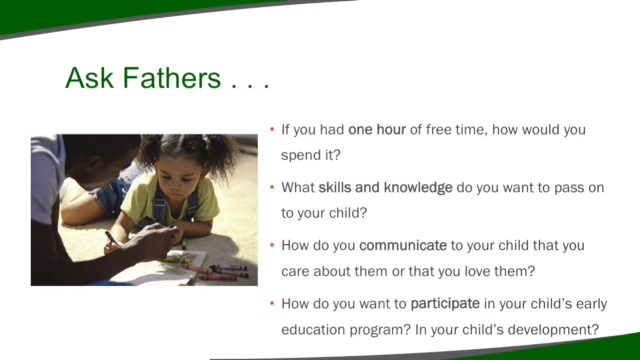 Ask Fathers . . .
• If you had one hour of free time, how would you
spend it?
• What skills and knowledge do you want to pass on
to your child?
• How do you communicate to your child that you
care about them or that you love them?
• How do you want to participate in your child’s early
education program? In your child’s development?